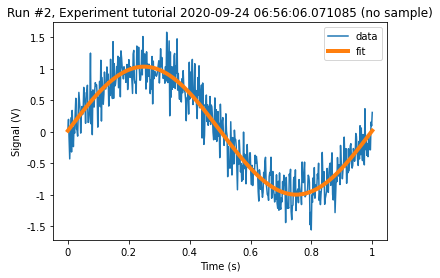 Run #2, Experiment tutorial 2020-09-24 06:56:06.071085 (no sample)
data
fit
Signal (V)
1.5
1
0.5
0
-0.5
-1
-1.5
0
0.2
0.4
0.6
0.8
1
Time (s)